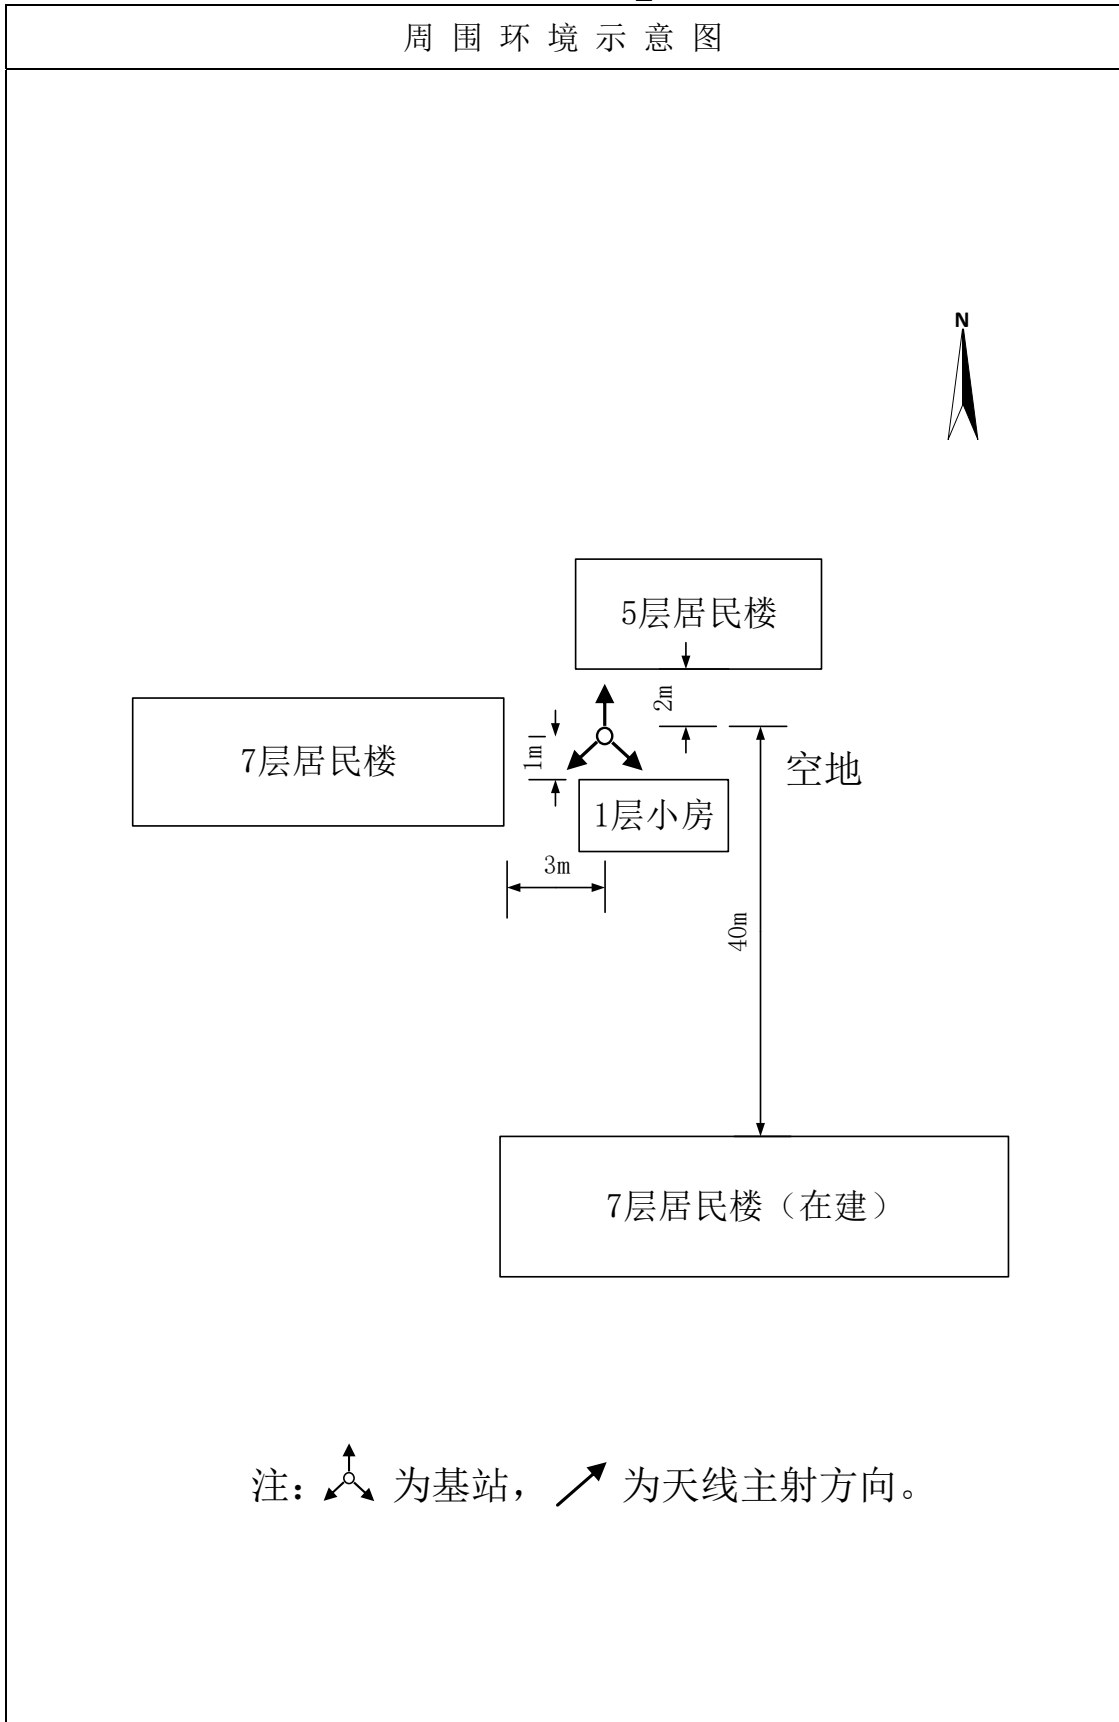 周围环境示意图
N
5层居民楼
2m
7层居民楼
1m
空地
1层小房
3m
40m
7层居民楼（在建）
注： 为基站， 为天线主射方向。